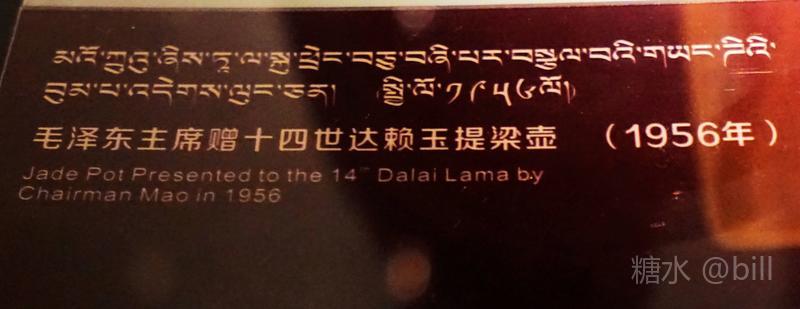 མའོ་ཀྲུའུ་ཞིས་ཏཱ་ལ་སྐུ་ཕྲེང་བཅུ་བཞི་པར་བསྩལ་བའི་གཡང་ཊིའི་
བུམ་པ་འདེགས་ལུང་ཅན། (སྤྱི་ལོ་༡༩༥༦ལོ།)
毛泽东主席赠十四世达赖玉提梁壶 （1956年）
Jade Pot Presented to the 14th Dalai Lama by
Chairman Mao in 1956
糖水 @bill